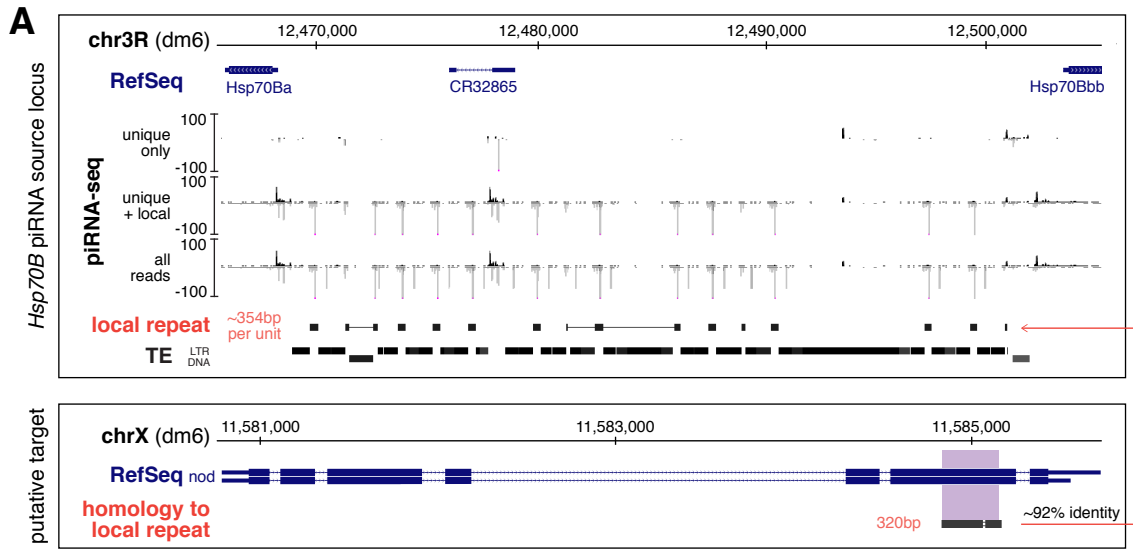 A
Hsp70B piRNA source locus
chr3R (dm6)
12,470,000 12,480,000 12,490,000 12,500,000
RefSeq
Hsp70Ba CR32865 Hsp70Bbb
piRNA-seq
unique
only
100
-100
unique
+ local
100
-100
all
reads
100
-100
local repeat
~354bp
per unit
TE
LTR
DNA
putative target
chrX (dm6)
11,581,000 11,583,000 11,585,000
RefSeq nod
homology to
local repeat
320bp
~92% identity